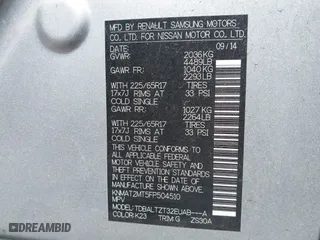 MFD BY RENAULT SAMSUNG MOTORS
CO. LTD. FOR NISSAN MOTOR CO. LTD.
DATE: 09/14
GVWR: 2036KG
4489LB
GAWR FR: 1040KG
2293LB
WITH 225/65R17 TIRES
17x7J RIMS AT 33 PSI
COLD SINGLE
GAWR RR: 1027KG
2264LB
WITH 225/65R17 TIRES
17x7J RIMS AT 33 PSI
COLD SINGLE
THIS VEHICLE CONFORMS TO ALL
APPLICABLE U.S. FEDERAL MOTOR
VEHICLE SAFETY
STANDARDS IN EFFECT ON THE DATE OF
MANUFACTURE SHOWN ABOVE.
KNMAT2MT5FP504510
MPV
MODEL: TDBALTZT32EUAB---A
COLOR: K23 TRIM: G ZS30A
©DREAMBID